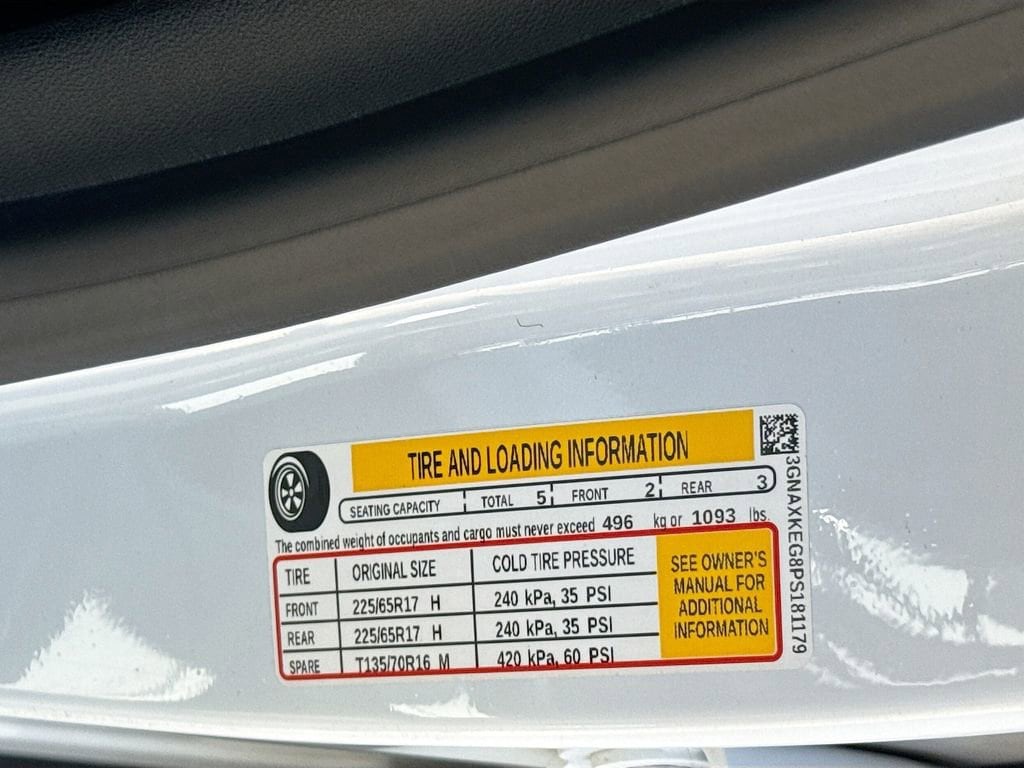 TIRE AND LOADING INFORMATION
SEATING CAPACITY TOTAL 5 FRONT 2 REAR 3
The combined weight of occupants and cargo must never exceed 496 kg or 1093 lbs.
TIRE ORIGINAL SIZE COLD TIRE PRESSURE
FRONT 225/65R17 H 240 kPa, 35 PSI
REAR 225/65R17 H 240 kPa, 35 PSI
SPARE T135/70R16 M 420 kPa, 60 PSI
SEE OWNER'S
MANUAL FOR
ADDITIONAL
INFORMATION
3GNAXKEG8PS181179